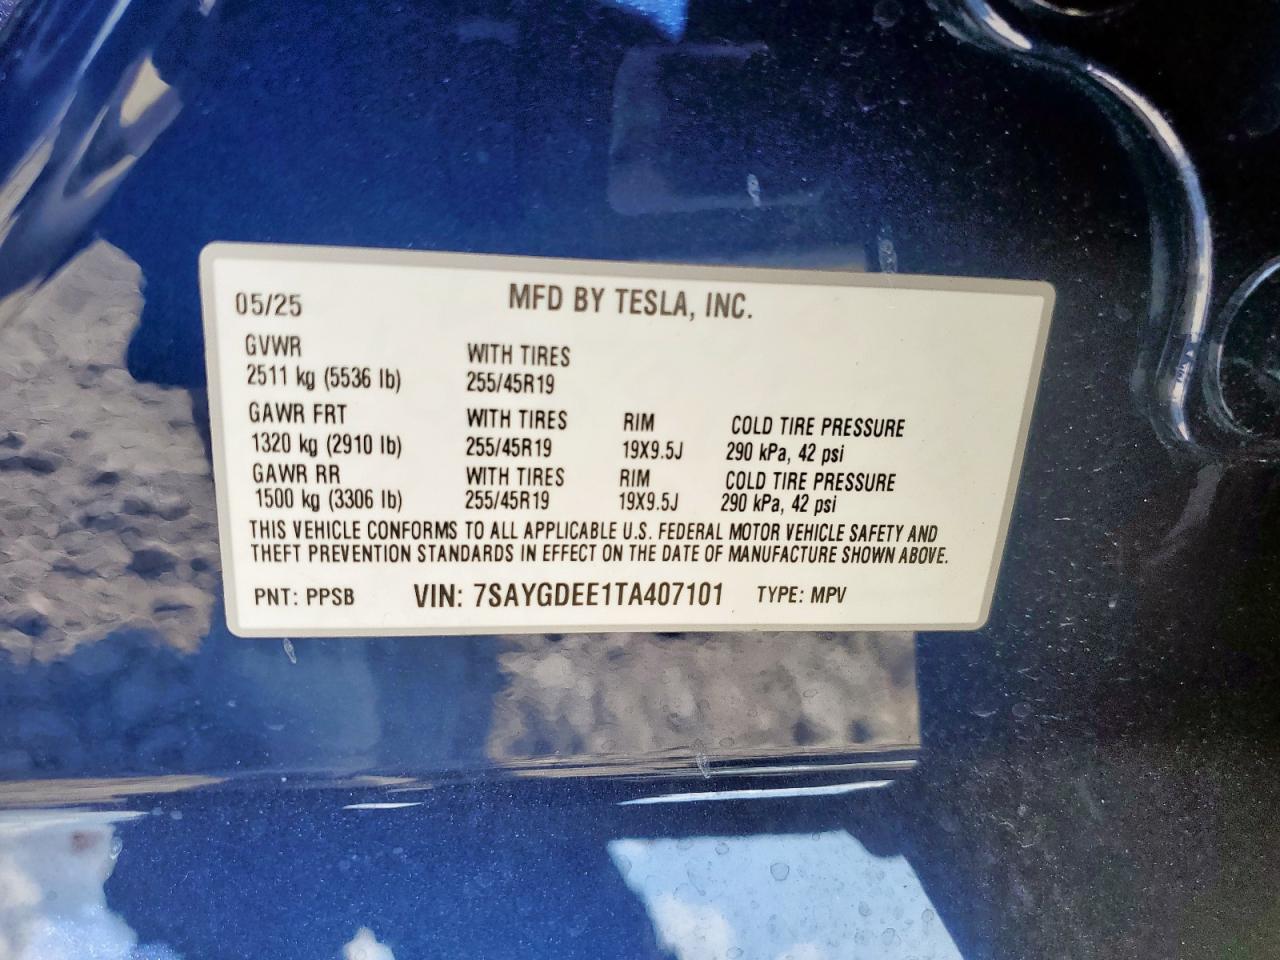 05/25 MFD BY TESLA, INC.
GVWR WITH TIRES
2511 kg (5536 lb) 255/45R19
GAWR FRT WITH TIRES RIM COLD TIRE PRESSURE
1320 kg (2910 lb) 255/45R19 19X9.5J 290 kPa, 42 psi
GAWR RR WITH TIRES RIM COLD TIRE PRESSURE
1500 kg (3306 lb) 255/45R19 19X9.5J 290 kPa, 42 psi
THIS VEHICLE CONFORMS TO ALL APPLICABLE U.S. FEDERAL MOTOR VEHICLE SAFETY AND
THEFT PREVENTION STANDARDS IN EFFECT ON THE DATE OF MANUFACTURE SHOWN ABOVE.
PNT: PPSB VIN: 7SAYGDEE1TA407101 TYPE: MPV